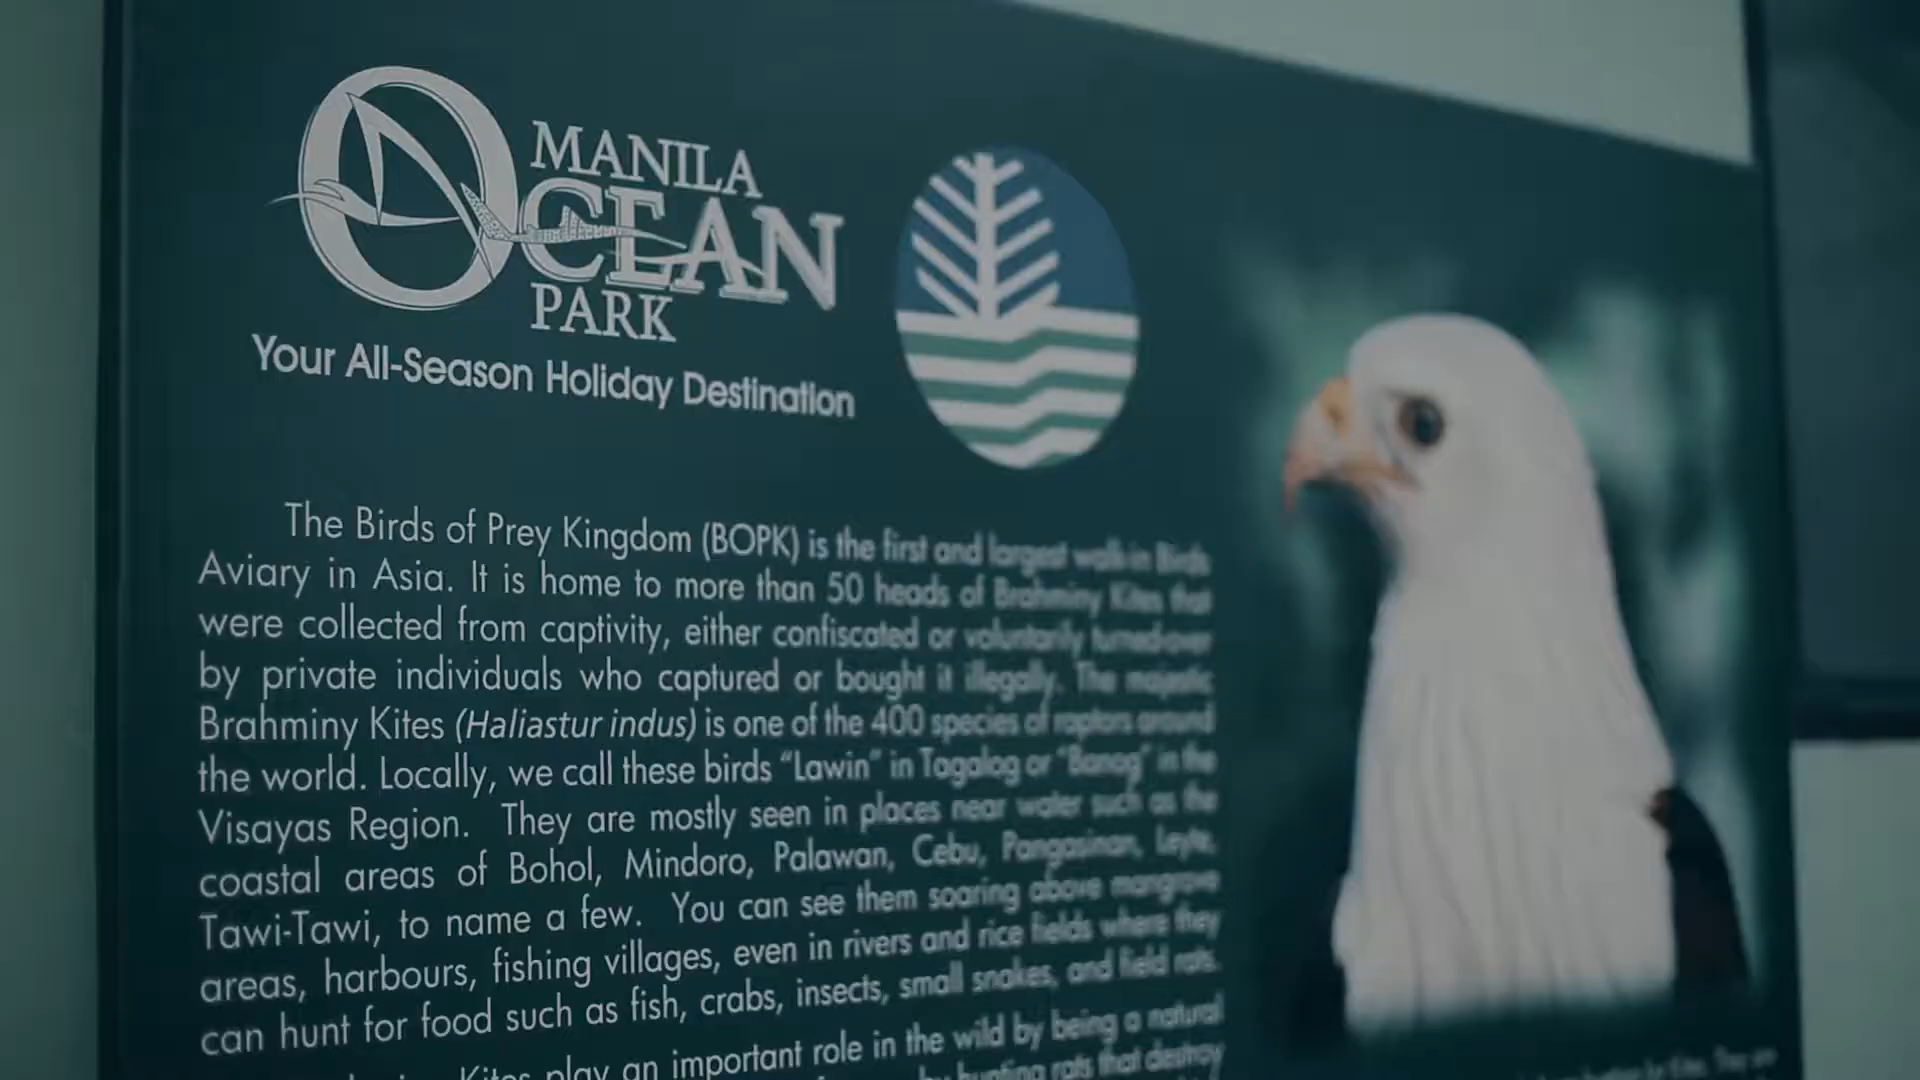 MANILA
OCEAN
PARK
Your All-Season Holiday Destination
The Birds of Prey Kingdom (BOPK) is the first and largest walk-in Birds
Aviary in Asia. It is home to more than 50 heads of Brahminy Kites that
were collected from captivity, either confiscated or voluntarily turned-over
by private individuals who captured or bought it illegally. The majestic
Brahminy Kites (Haliastur indus) is one of the 400 species of raptors around
the world. Locally, we call these birds “Lawin” in Tagalog or “Banog” in the
Visayas Region. They are mostly seen in places near water such as the
coastal areas of Bohol, Mindoro, Palawan, Cebu, Pangasinan, Leyte,
Tawi-Tawi, to name a few. You can see them soaring above mangrove
areas, harbours, fishing villages, even in rivers and rice fields where they
can hunt for food such as fish, crabs, insects, small snakes, and field rats.
Kites play an important role in the wild by being a natural
by hunting rats that destroy